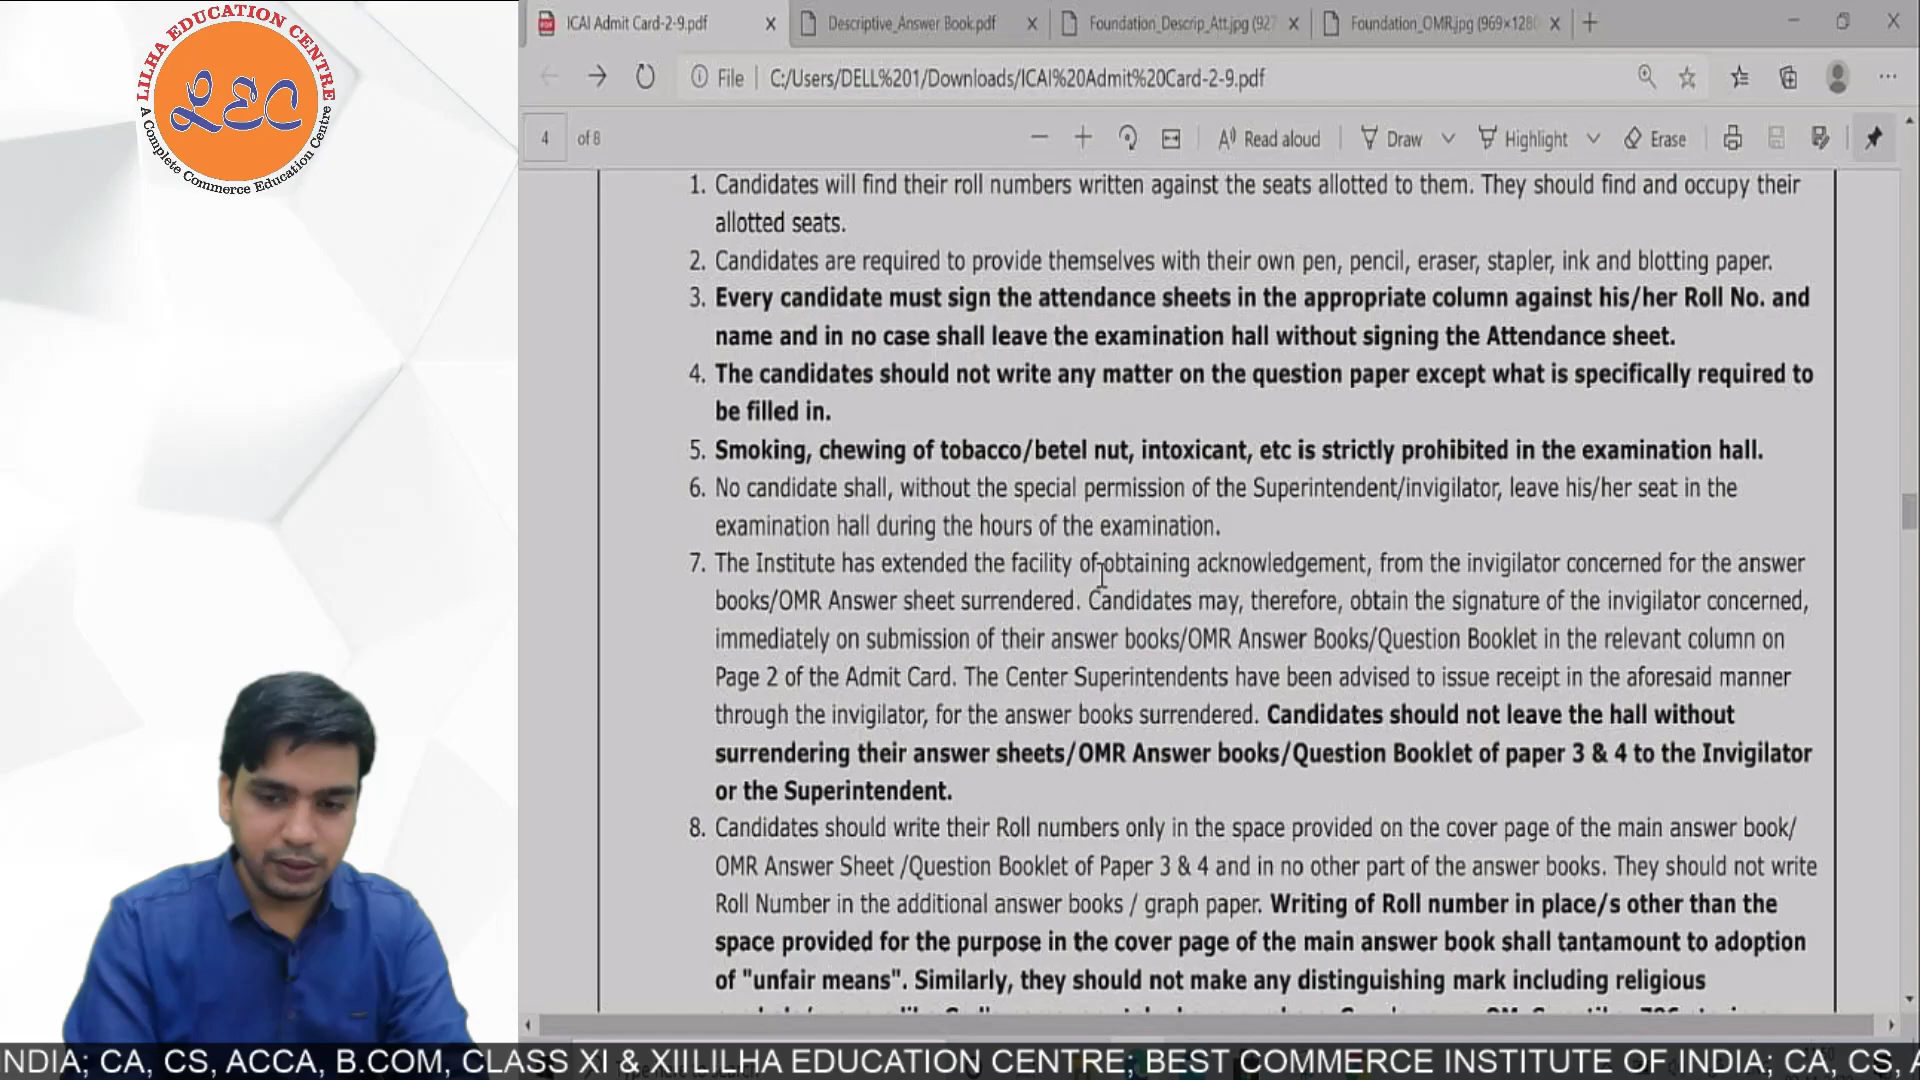 LILHA EDUCATION CENTRE
LEC
A Complete Commerce Education Centre
ICAI Admit Card-2-9.pdf
Descriptive_Answer Book.pdf
Foundation_Descrip_Att.jpg (927
Foundation_OMR.jpg (969×128
File
C:/Users/DELL%201/Downloads/ICAI%20Admit%20Card-2-9.pdf
4 of 8
Read aloud
Draw
Highlight
Erase
1. Candidates will find their roll numbers written against the seats allotted to them. They should find and occupy their
allotted seats.
2. Candidates are required to provide themselves with their own pen, pencil, eraser, stapler, ink and blotting paper.
3. Every candidate must sign the attendance sheets in the appropriate column against his/her Roll No. and
name and in no case shall leave the examination hall without signing the Attendance sheet.
4. The candidates should not write any matter on the question paper except what is specifically required to
be filled in.
5. Smoking, chewing of tobacco/betel nut, intoxicant, etc is strictly prohibited in the examination hall.
6. No candidate shall, without the special permission of the Superintendent/invigilator, leave his/her seat in the
examination hall during the hours of the examination.
7. The Institute has extended the facility of obtaining acknowledgement, from the invigilator concerned for the answer
books/OMR Answer sheet surrendered. Candidates may, therefore, obtain the signature of the invigilator concerned,
immediately on submission of their answer books/OMR Answer Books/Question Booklet in the relevant column on
Page 2 of the Admit Card. The Center Superintendents have been advised to issue receipt in the aforesaid manner
through the invigilator, for the answer books surrendered. Candidates should not leave the hall without
surrendering their answer sheets/OMR Answer books/Question Booklet of paper 3 & 4 to the Invigilator
or the Superintendent.
8. Candidates should write their Roll numbers only in the space provided on the cover page of the main answer book/
OMR Answer Sheet /Question Booklet of Paper 3 & 4 and in no other part of the answer books. They should not write
Roll Number in the additional answer books / graph paper. Writing of Roll number in place/s other than the
space provided for the purpose in the cover page of the main answer book shall tantamount to adoption
of "unfair means". Similarly, they should not make any distinguishing mark including religious
INDIA; CA, CS, ACCA, B.COM, CLASS XI & XIILILHA EDUCATION CENTRE; BEST COMMERCE INSTITUTE OF INDIA; CA, CS, A